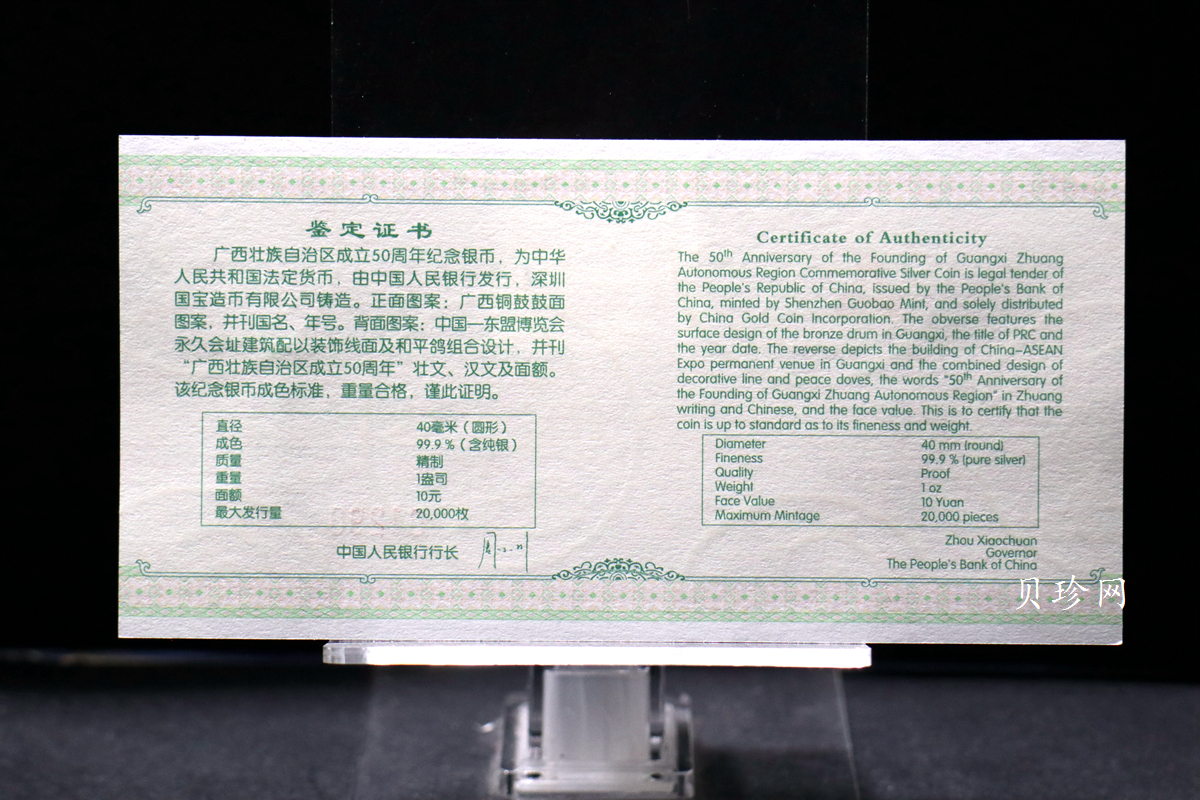 鉴定证书
广西壮族自治区成立50周年纪念银币，为中华
人民共和国法定货币，由中国人民银行发行，深圳
国宝造币有限公司铸造。正面图案：广西铜鼓鼓面
图案，并刊国名、年号。背面图案：中国—东盟博览会
永久会址建筑配以装饰线面及和平鸽组合设计，并刊
“广西壮族自治区成立50周年”壮文、汉文及面额。
该纪念银币成色标准，重量合格，谨此证明。
直径 40毫米（圆形）
成色 99.9％（含纯银）
质量 精制
重量 1盎司
面额 10元
最大发行量 20,000枚
中国人民银行行长
Certificate of Authenticity
The 50th Anniversary of the Founding of Guangxi Zhuang
Autonomous Region Commemorative Silver Coin is legal tender of
the People's Republic of China, issued by the People's Bank of
China, minted by Shenzhen Guobao Mint, and solely distributed
by China Gold Coin Incorporation. The obverse features the
surface design of the bronze drum in Guangxi, the title of PRC and
the year date. The reverse depicts the building of China–ASEAN
Expo permanent venue in Guangxi and the combined design of
decorative line and peace doves, the words “50th Anniversary of
the Founding of Guangxi Zhuang Autonomous Region” in Zhuang
writing and Chinese, and the face value. This is to certify that the
coin is up to standard as to its fineness and weight.
Diameter 40 mm (round)
Fineness 99.9 % (pure silver)
Quality Proof
Weight 1 oz
Face Value 10 Yuan
Maximum Mintage 20,000 pieces
Zhou Xiaochuan
Governor
The People's Bank of China
贝珍网